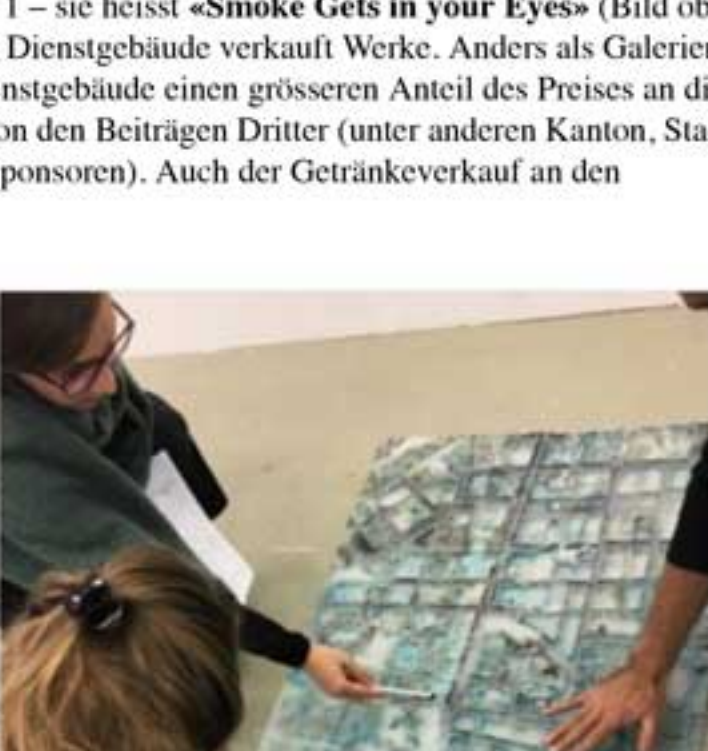 1 – sie heisst «Smoke Gets in your Eyes» (Bild ob
Dienstgebäude verkauft Werke. Anders als Galerien
nstgebäude einen grösseren Anteil des Preises an di
on den Beiträgen Dritter (unter anderen Kanton, Sta
ponsoren). Auch der Getränkeverkauf an den